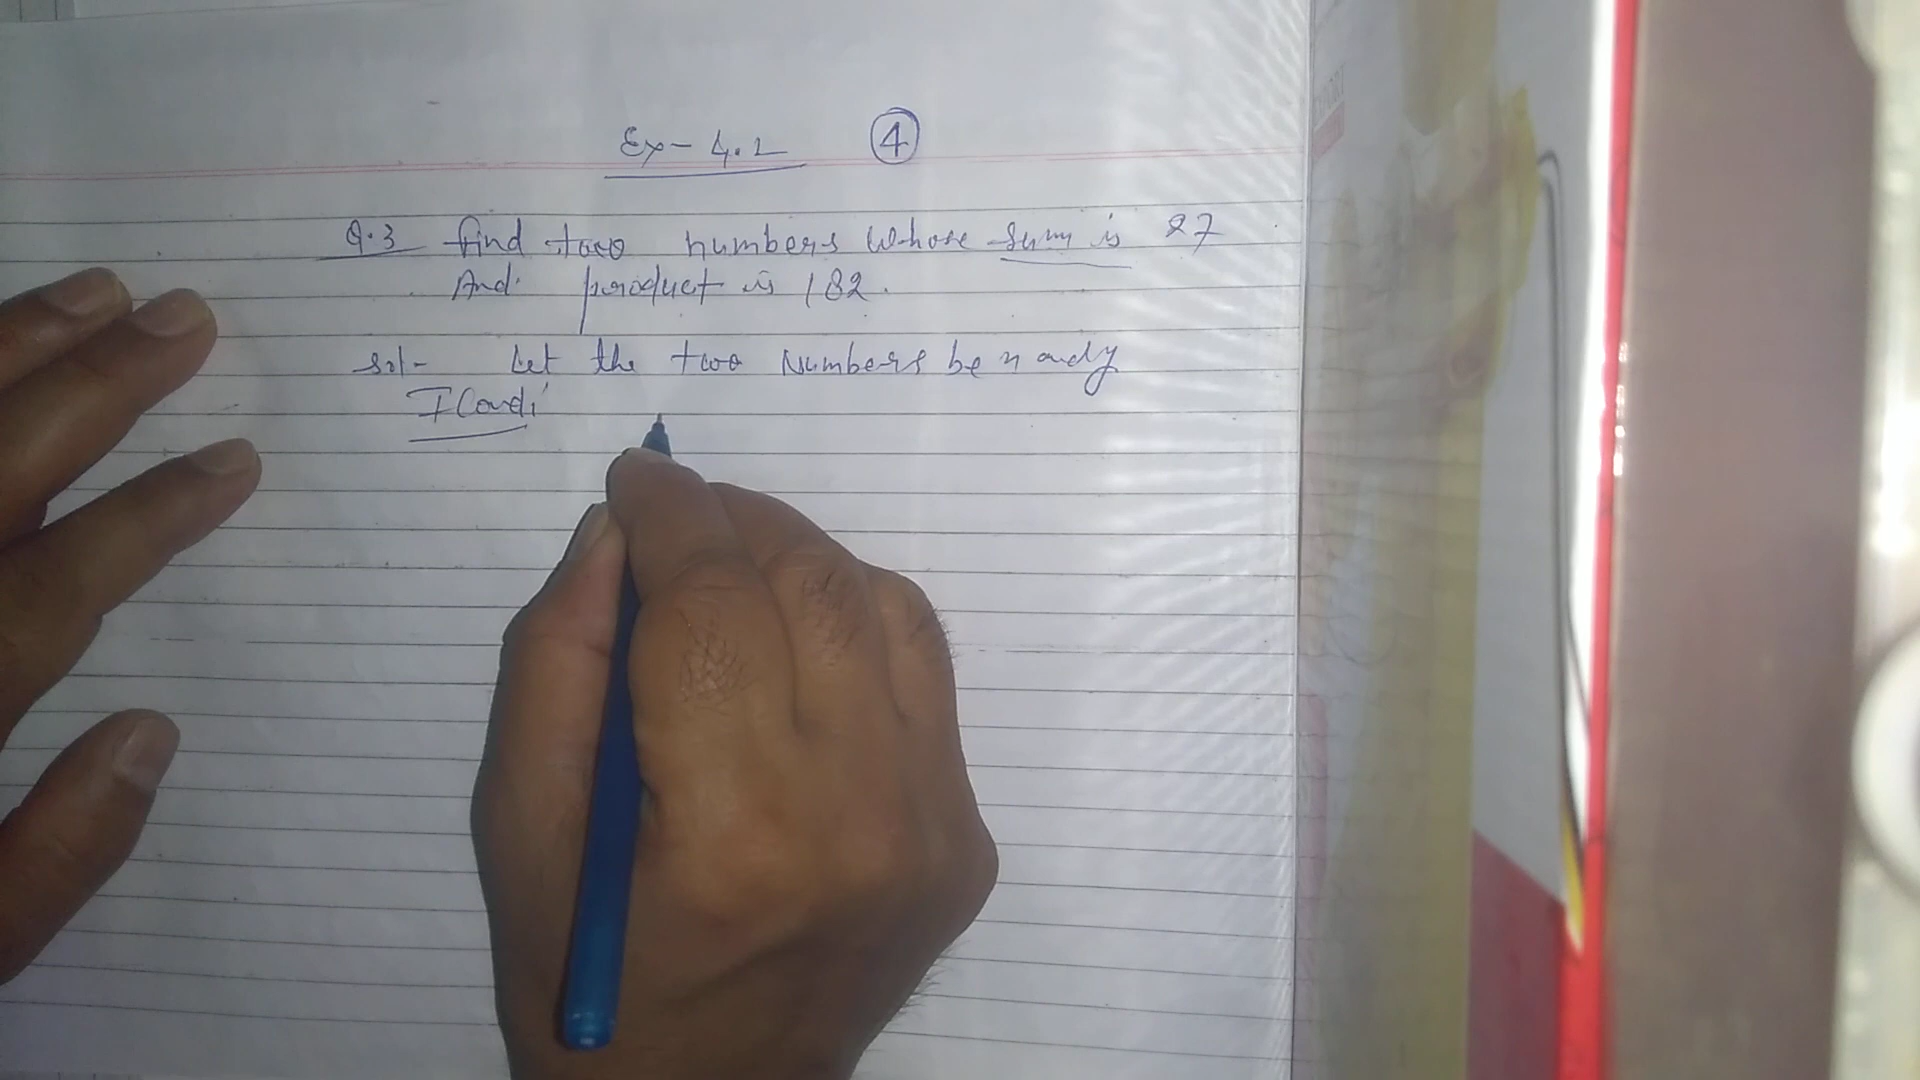 Ex- 4.2 4
Q.3 find two numbers whose sum is 27
And product is 182.
Sol- Let the two Numbers be x and y
I Condi